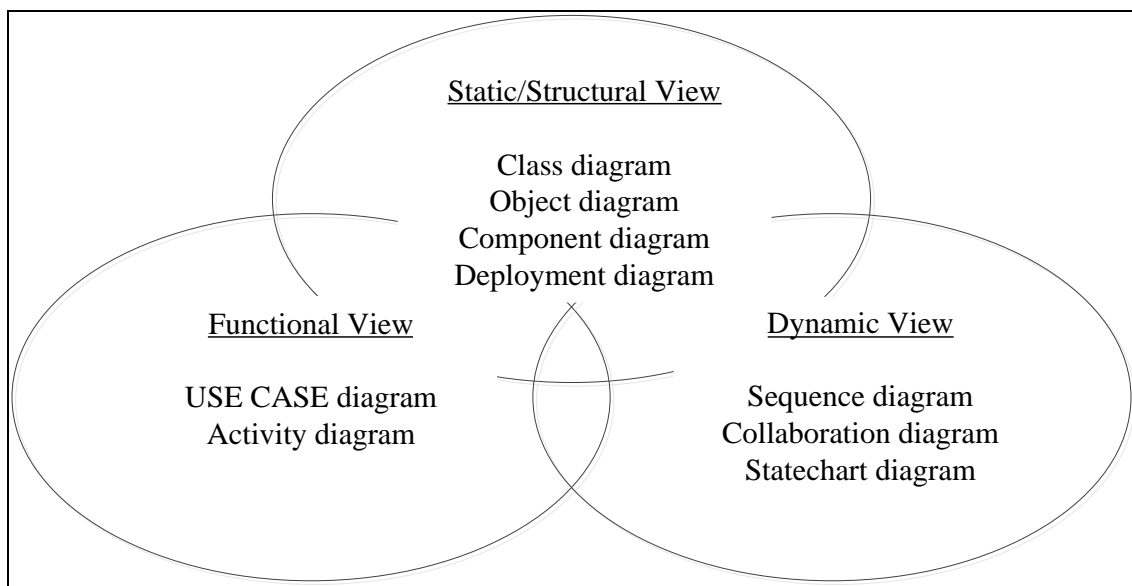 Static/Structural View
Class diagram
Object diagram
Component diagram
Deployment diagram
Functional View
USE CASE diagram
Activity diagram
Dynamic View
Sequence diagram
Collaboration diagram
Statechart diagram